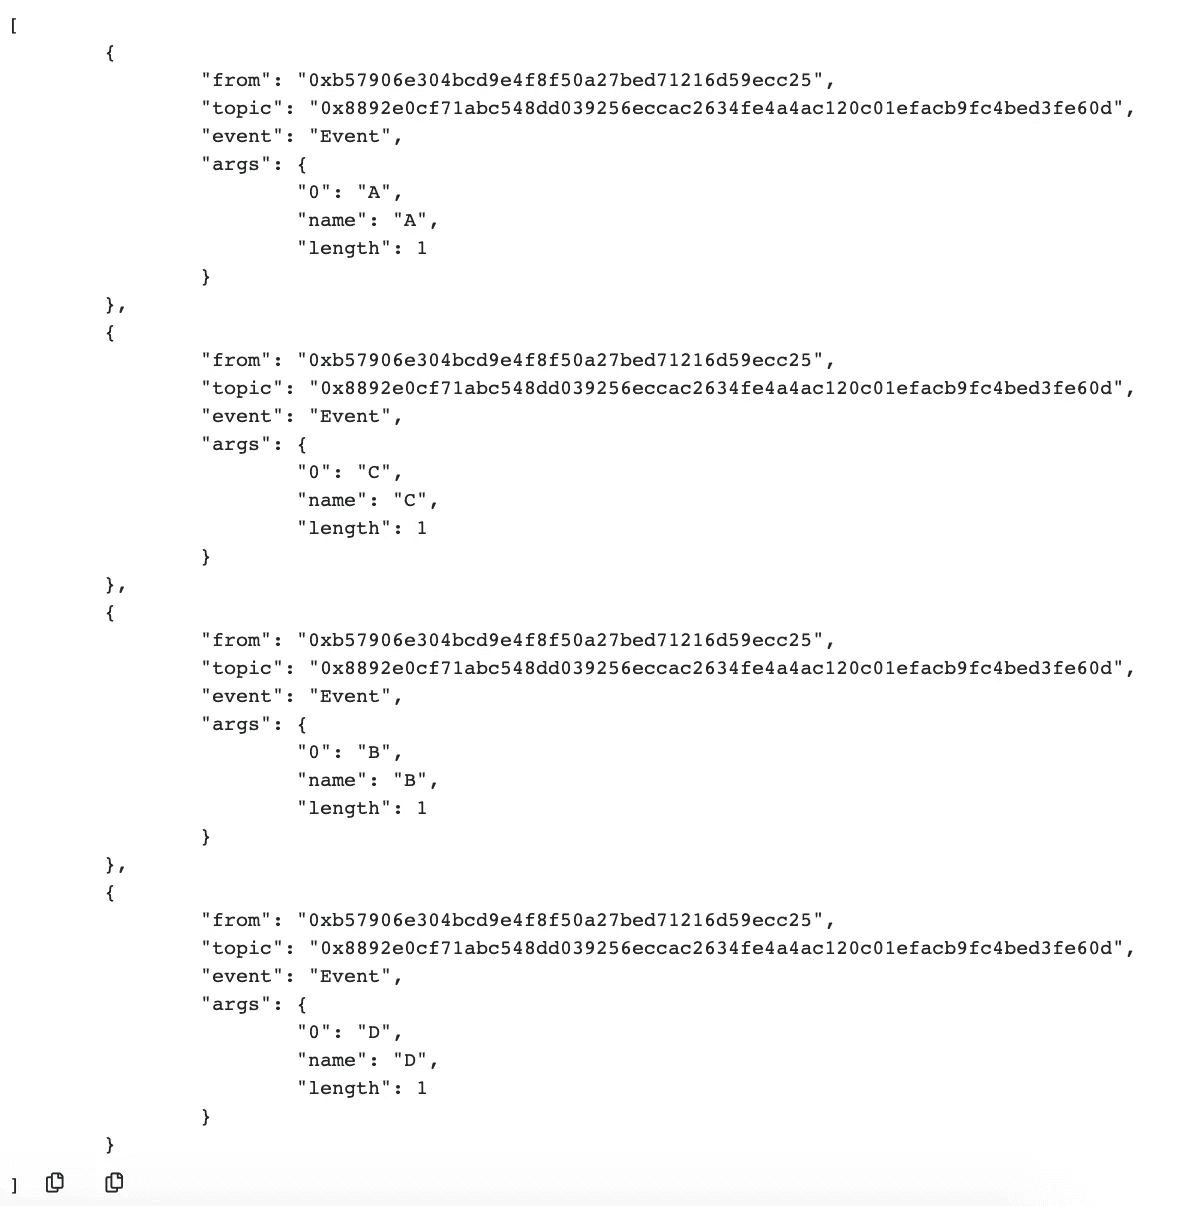 [
{
"from": "0xb57906e304bcd9e4f8f50a27bed71216d59ecc25",
"topic": "0x8892e0cf71abc548dd039256eccac2634fe4a4ac120c01efacb9fc4bed3fe60d",
"event": "Event",
"args": {
"0": "A",
"name": "A",
"length": 1
}
},
{
"from": "0xb57906e304bcd9e4f8f50a27bed71216d59ecc25",
"topic": "0x8892e0cf71abc548dd039256eccac2634fe4a4ac120c01efacb9fc4bed3fe60d",
"event": "Event",
"args": {
"0": "C",
"name": "C",
"length": 1
}
},
{
"from": "0xb57906e304bcd9e4f8f50a27bed71216d59ecc25",
"topic": "0x8892e0cf71abc548dd039256eccac2634fe4a4ac120c01efacb9fc4bed3fe60d",
"event": "Event",
"args": {
"0": "B",
"name": "B",
"length": 1
}
},
{
"from": "0xb57906e304bcd9e4f8f50a27bed71216d59ecc25",
"topic": "0x8892e0cf71abc548dd039256eccac2634fe4a4ac120c01efacb9fc4bed3fe60d",
"event": "Event",
"args": {
"0": "D",
"name": "D",
"length": 1
}
}
]